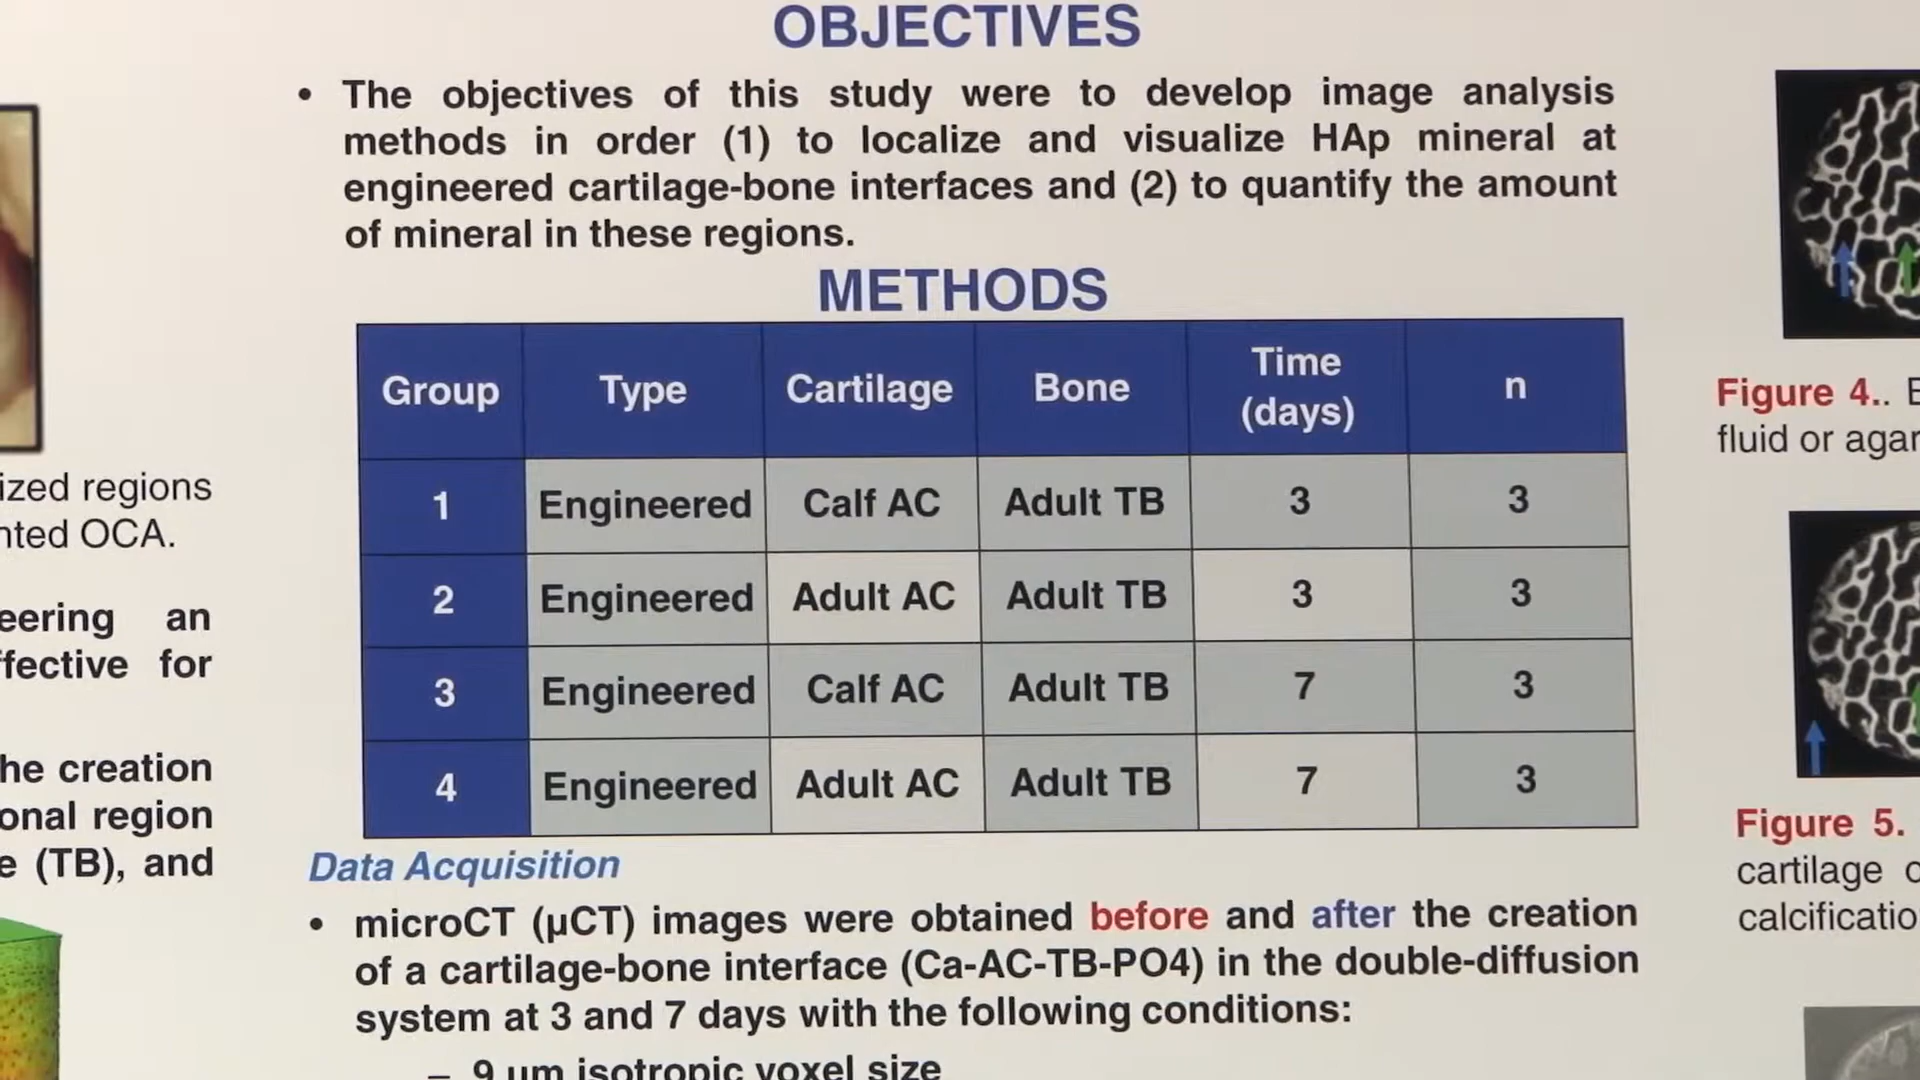 OBJECTIVES
• The objectives of this study were to develop image analysis
methods in order (1) to localize and visualize HAp mineral at
engineered cartilage-bone interfaces and (2) to quantify the amount
of mineral in these regions.
METHODS
Group Type Cartilage Bone Time (days) n
1 Engineered Calf AC Adult TB 3 3
2 Engineered Adult AC Adult TB 3 3
3 Engineered Calf AC Adult TB 7 3
4 Engineered Adult AC Adult TB 7 3
Data Acquisition
• microCT (µCT) images were obtained before and after the creation
of a cartilage-bone interface (Ca-AC-TB-PO4) in the double-diffusion
system at 3 and 7 days with the following conditions:
– 9 µm isotropic voxel size
ized regions
nted OCA.
eering an
ffective for
he creation
onal region
e (TB), and
Figure 4..
fluid or agar
Figure 5.
cartilage
calcificatio